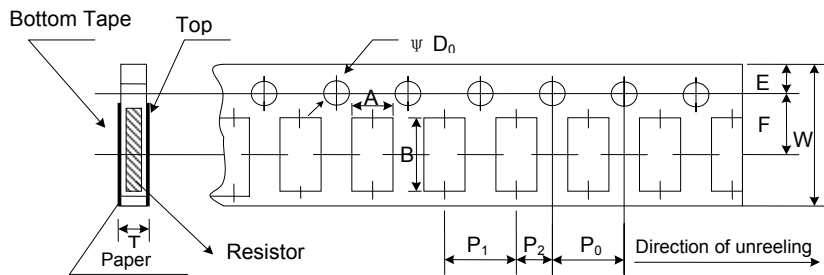 Bottom Tape
Top
ψ D₀
A
B
E
F
W
T
Paper
Resistor
P₁
P₂
P₀
Direction of unreeling